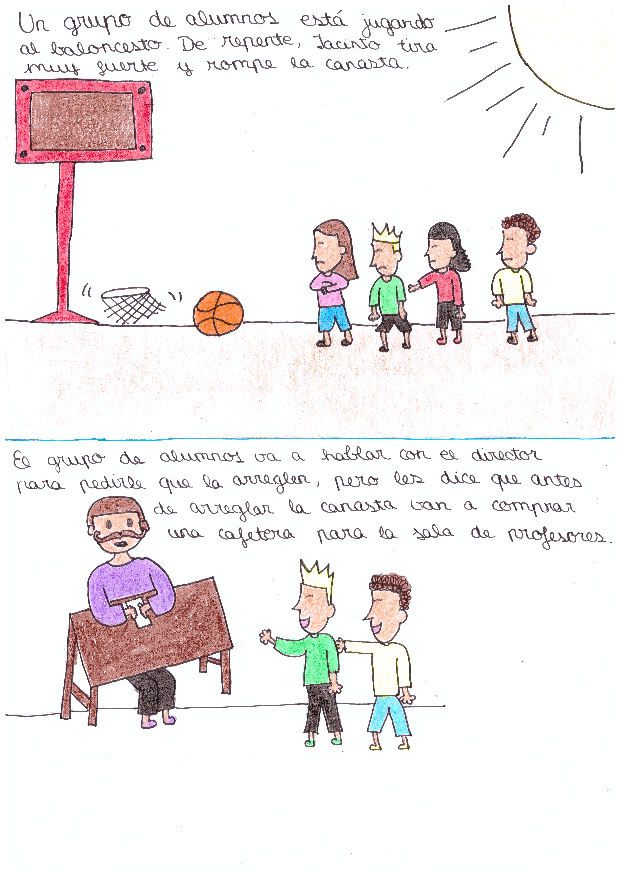 Un grupo de alumnos está jugando
al baloncesto. De repente, Jacinto tira
muy fuerte y rompe la canasta.
El grupo de alumnos va a hablar con el director
para pedirle que la arreglen, pero les dice que antes
de arreglar la canasta van a comprar
una cafetera para la sala de profesores.